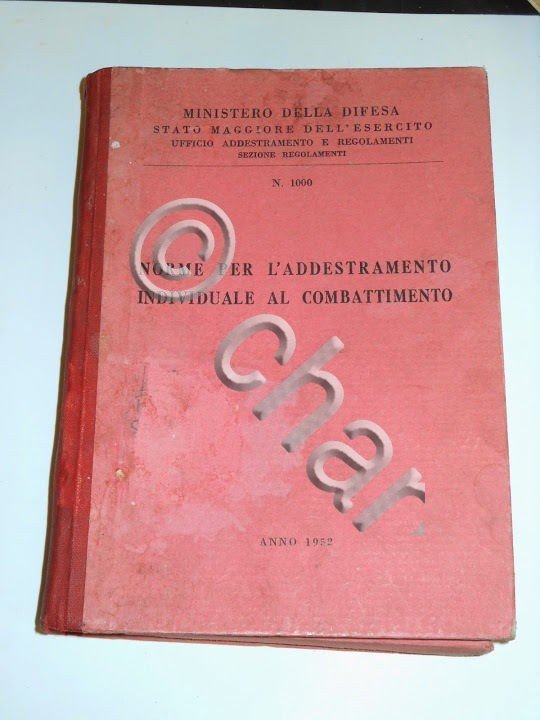 MINISTERO DELLA DIFESA
STATO MAGGIORE DELL'ESERCITO
UFFICIO ADDESTRAMENTO E REGOLAMENTI
SEZIONE REGOLAMENTI
N. 1000
NORME PER L'ADDESTRAMENTO
INDIVIDUALE AL COMBATTIMENTO
© char
ANNO 1952